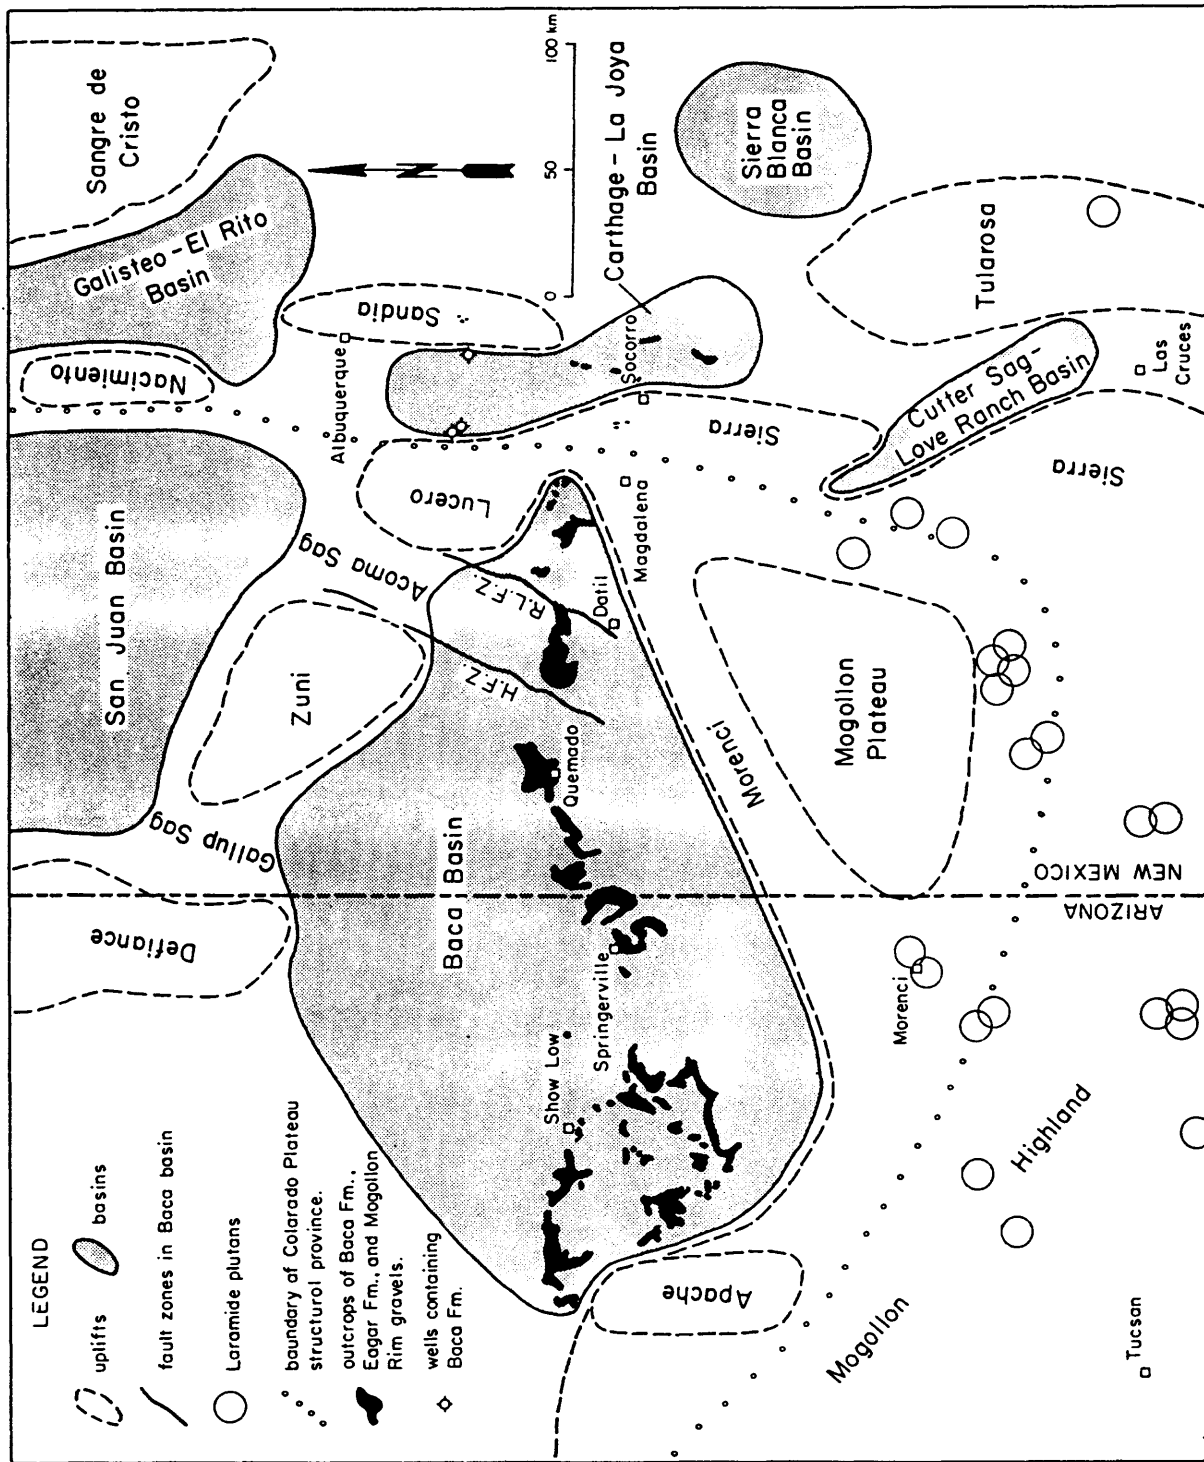 LEGEND
uplifts
basins
fault zones in Baca basin
Laramide plutans
baundary of Colarado Plateau
structural province.
outcrops of Baca Fm.,
Eagar Fm., and Mogollon
Rim gravels.
wells containing
Baca Fm.
Defiance
Gallup Sag
Zuni
San Juan Basin
Acoma Sag
Nacimiento
Galisteo - El Rito
Basin
Sangre de
Cristo
N
0
50
100 km
Albuquerque
Sandia
Lucero
Baca Basin
H.F.Z.
R.L.F.Z.
Show Low
Springerville
Quemado
Datil
Magdalena
Socorro
Carthage - La Joya
Basin
Sierra
Blanca
Basin
Apache
Morenci
Sierra
Mogollon
Plateau
Cutter Sag-
Love Ranch Basin
Tularosa
Sierra
Las
Cruces
Morenci
Mogollon
Highland
Tucson
ARIZONA
NEW MEXICO